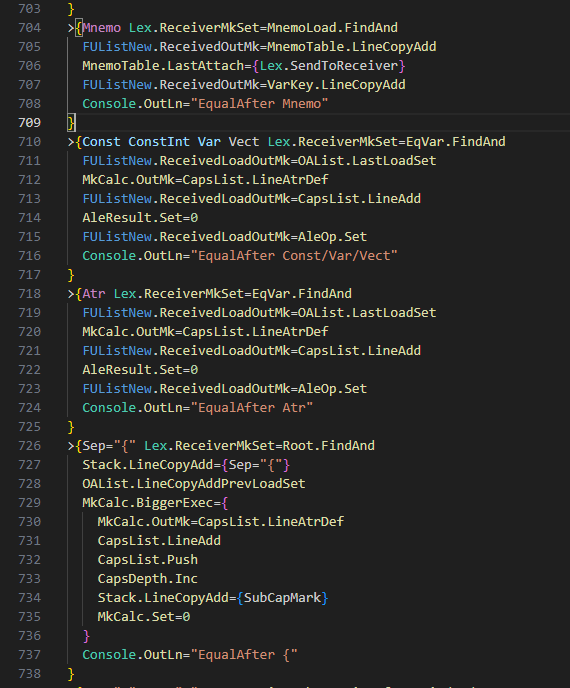 703 }
704 >{Mnemo Lex.ReceiverMkSet=MnemoLoad.FindAnd
705 FUListNew.ReceivedOutMk=MnemoTable.LineCopyAdd
706 MnemoTable.LastAttach={Lex.SendToReceiver}
707 FUListNew.ReceivedOutMk=VarKey.LineCopyAdd
708 Console.OutLn="EqualAfter Mnemo"
709 }
710 >{Const ConstInt Var Vect Lex.ReceiverMkSet=EqVar.FindAnd
711 FUListNew.ReceivedLoadOutMk=OAList.LastLoadSet
712 MkCalc.OutMk=CapsList.LineAtrDef
713 FUListNew.ReceivedLoadOutMk=CapsList.LineAdd
714 AleResult.Set=0
715 FUListNew.ReceivedLoadOutMk=AleOp.Set
716 Console.OutLn="EqualAfter Const/Var/Vect"
717 }
718 >{Atr Lex.ReceiverMkSet=EqVar.FindAnd
719 FUListNew.ReceivedLoadOutMk=OAList.LastLoadSet
720 MkCalc.OutMk=CapsList.LineAtrDef
721 FUListNew.ReceivedLoadOutMk=CapsList.LineAdd
722 AleResult.Set=0
723 FUListNew.ReceivedLoadOutMk=AleOp.Set
724 Console.OutLn="EqualAfter Atr"
725 }
726 >{Sep="{" Lex.ReceiverMkSet=Root.FindAnd
727 Stack.LineCopyAdd={Sep="{"}
728 OAList.LineCopyAddPrevLoadSet
729 MkCalc.BiggerExec={
730 MkCalc.OutMk=CapsList.LineAtrDef
731 CapsList.LineAdd
732 CapsList.Push
733 CapsDepth.Inc
734 Stack.LineCopyAdd={SubCapMark}
735 MkCalc.Set=0
736 }
737 Console.OutLn="EqualAfter {"
738 }